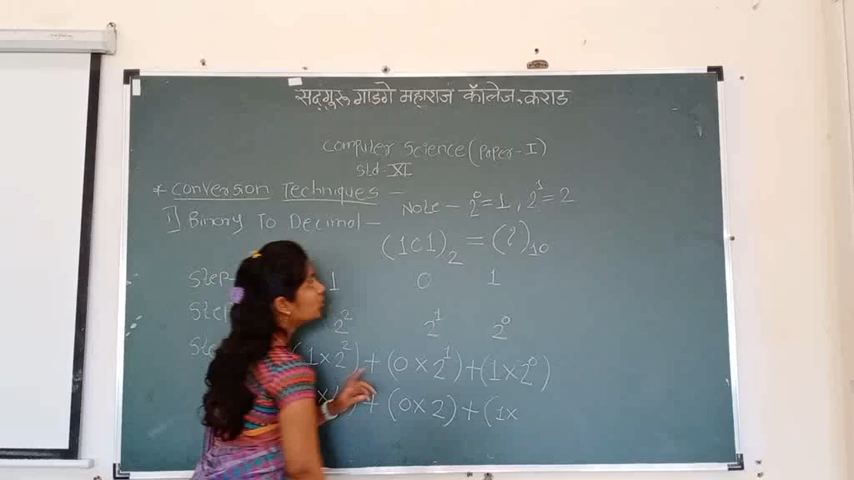 सद्गुरू गाडगे महाराज कॉलेज, कराड
Computer Science (Paper-I)
Std-XI
* Conversion Techniques -
Note - 2⁰=1, 2¹=2
1] Binary To Decimal -
(101)₂ = (?)₁₀
Step 1 0 1
Step 2² 2¹ 2⁰
Step (1×2²) + (0×2¹) + (1×2⁰)
+ (0×2) + (1×